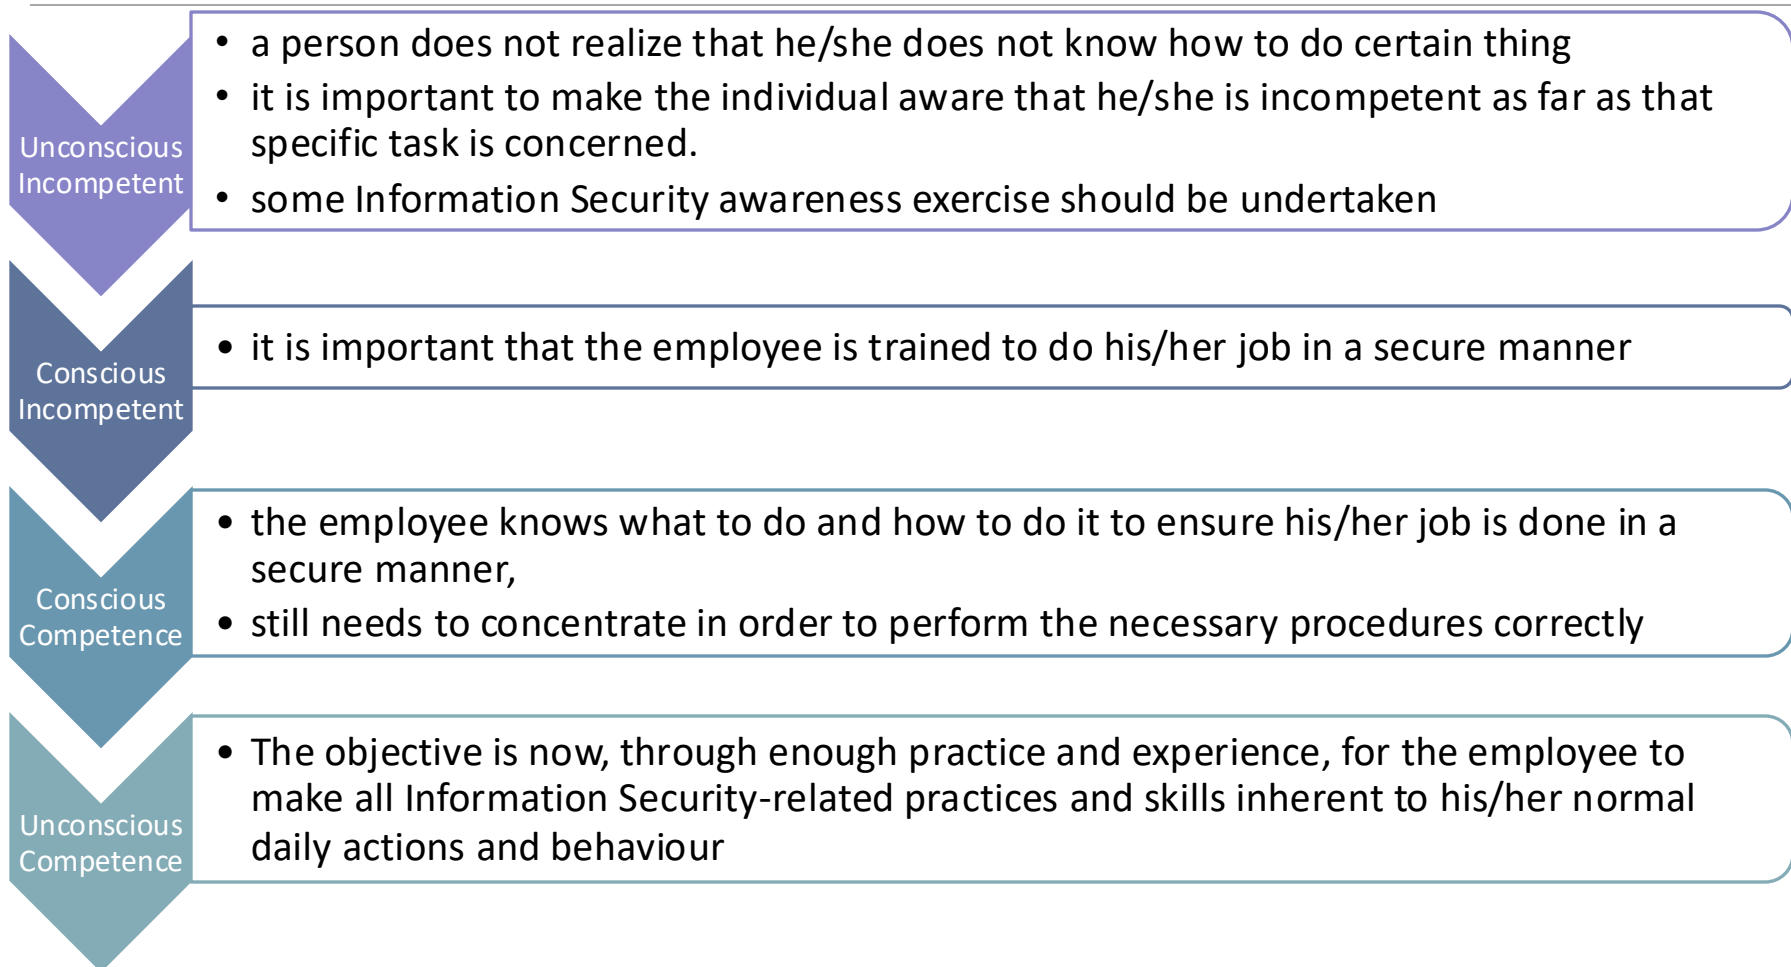 Unconscious
Incompetent
• a person does not realize that he/she does not know how to do certain thing
• it is important to make the individual aware that he/she is incompetent as far as that
specific task is concerned.
• some Information Security awareness exercise should be undertaken
Conscious
Incompetent
• it is important that the employee is trained to do his/her job in a secure manner
Conscious
Competence
• the employee knows what to do and how to do it to ensure his/her job is done in a
secure manner,
• still needs to concentrate in order to perform the necessary procedures correctly
Unconscious
Competence
• The objective is now, through enough practice and experience, for the employee to
make all Information Security-related practices and skills inherent to his/her normal
daily actions and behaviour